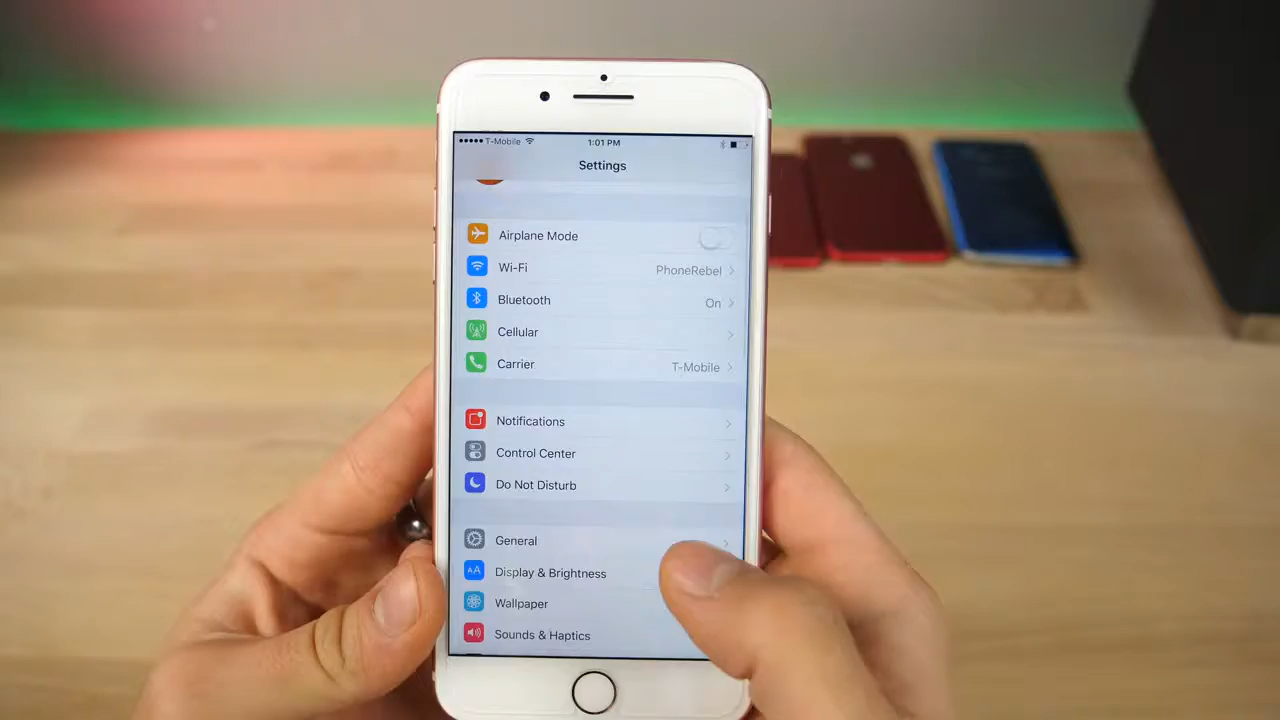 T-Mobile 1:01 PM
Settings
Airplane Mode
Wi-Fi PhoneRebel
Bluetooth On
Cellular
Carrier T-Mobile
Notifications
Control Center
Do Not Disturb
General
AA Display & Brightness
Wallpaper
Sounds & Haptics